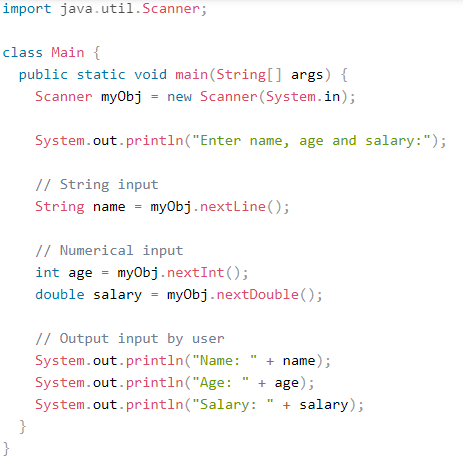 import java.util.Scanner;

class Main {
  public static void main(String[] args) {
    Scanner myObj = new Scanner(System.in);

    System.out.println("Enter name, age and salary:");

    // String input
    String name = myObj.nextLine();

    // Numerical input
    int age = myObj.nextInt();
    double salary = myObj.nextDouble();

    // Output input by user
    System.out.println("Name: " + name);
    System.out.println("Age: " + age);
    System.out.println("Salary: " + salary);
  }
}